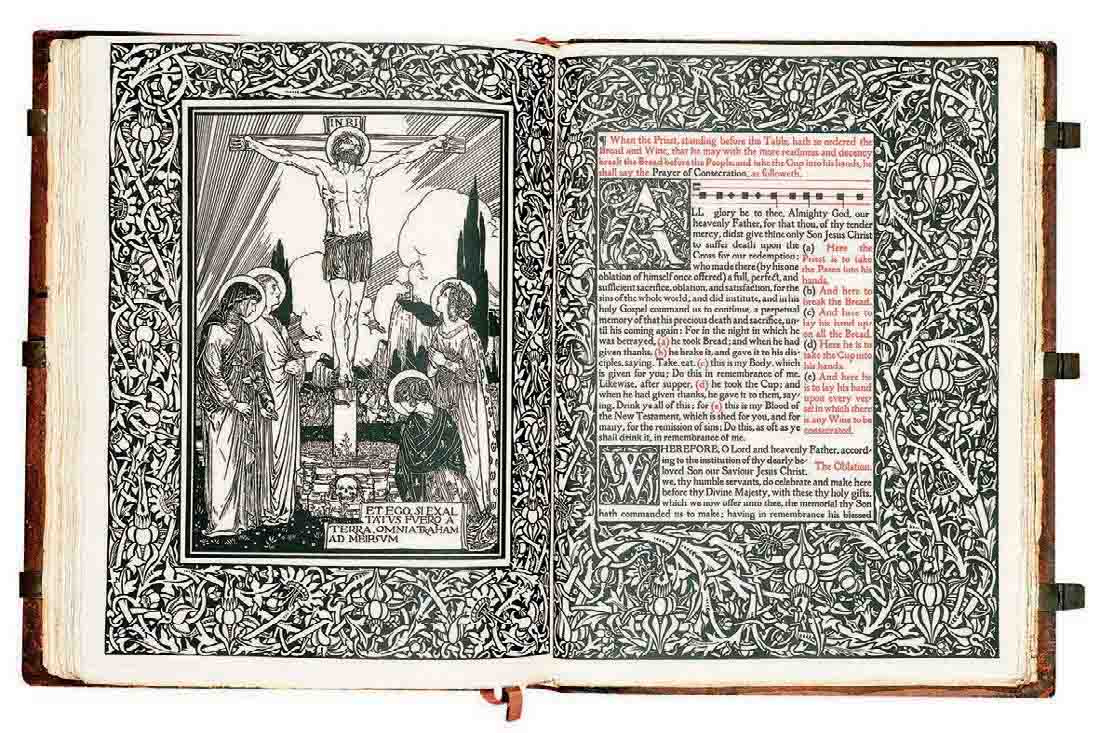 INRI
ET EGO, SI EXAL
TATVS FVERO A
TERRA, OMNIA TRAHAM
AD MEIPSVM
¶ When the Priest, standing before the Table, hath so ordered the
Bread and Wine, that he may with the more readiness and decency
break the Bread before the People, and take the Cup into his hands, he
shall say the Prayer of Consecration, as followeth.
ALL glory be to thee, Almighty God, our
heavenly Father, for that thou, of thy tender
mercy, didst give thine only Son Jesus Christ
to suffer death upon the
Cross for our redemption;
who made there (by his one
oblation of himself once offered) a full, perfect, and
sufficient sacrifice, oblation, and satisfaction, for the
sins of the whole world; and did institute, and in his
holy Gospel command us to continue, a perpetual
memory of that his precious death and sacrifice, un-
til his coming again: For in the night in which he
was betrayed, (a) he took Bread; and when he had
given thanks, (b) he brake it, and gave it to his dis-
ciples, saying, Take, eat, (c) this is my Body, which
is given for you; Do this in remembrance of me.
Likewise, after supper, (d) he took the Cup; and
when he had given thanks, he gave it to them, say-
ing, Drink ye all of this; for (e) this is my Blood of
the New Testament, which is shed for you, and for
many, for the remission of sins; Do this, as oft as ye
shall drink it, in remembrance of me.
(a) Here the
Priest is to take
the Paten into his
hands.
(b) And here to
break the Bread.
(c) And here to
lay his hand up-
on all the Bread.
(d) Here he is to
take the Cup into
his hands.
(e) And here he
is to lay his hand
upon every ves-
sel in which there
is any Wine to be
consecrated.
WHEREFORE, O Lord and heavenly Father, accord-
ing to the institution of thy dearly be-
loved Son our Saviour Jesus Christ,
we, thy humble servants, do celebrate and make here
before thy Divine Majesty, with these thy holy gifts,
which we now offer unto thee, the memorial thy Son
hath commanded us to make; having in remembrance his blessed
The Oblation.